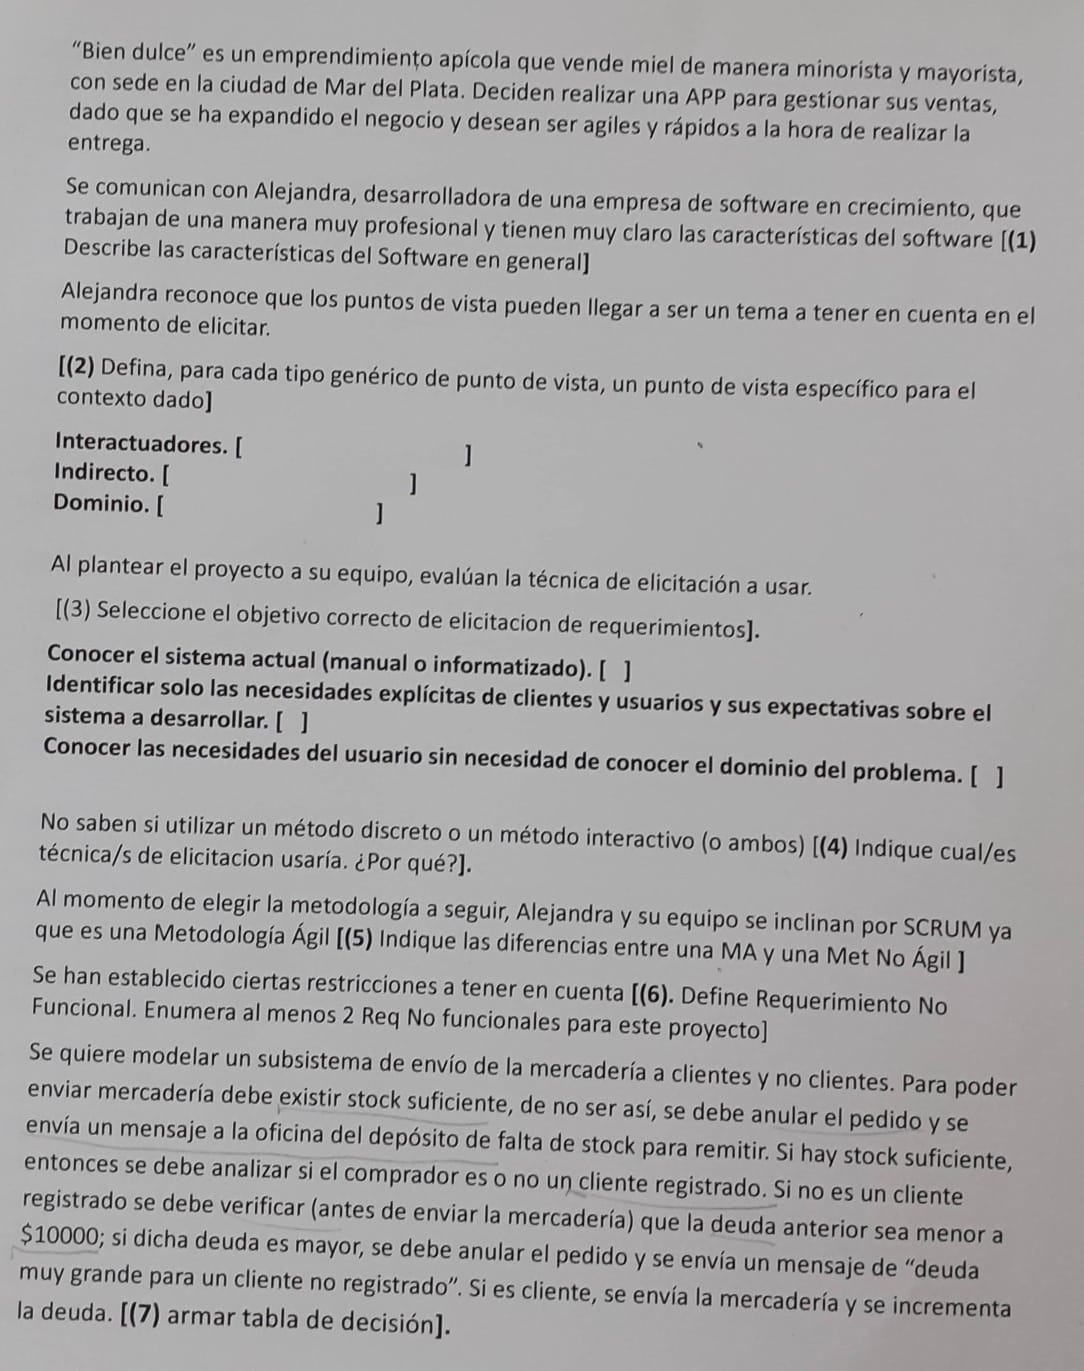 “Bien dulce” es un emprendimiento apícola que vende miel de manera minorista y mayorista,
con sede en la ciudad de Mar del Plata. Deciden realizar una APP para gestionar sus ventas,
dado que se ha expandido el negocio y desean ser agiles y rápidos a la hora de realizar la
entrega.
Se comunican con Alejandra, desarrolladora de una empresa de software en crecimiento, que
trabajan de una manera muy profesional y tienen muy claro las características del software [(1)
Describe las características del Software en general]
Alejandra reconoce que los puntos de vista pueden llegar a ser un tema a tener en cuenta en el
momento de elicitar.
[(2) Defina, para cada tipo genérico de punto de vista, un punto de vista específico para el
contexto dado]
Interactuadores. [ ]
Indirecto. [ ]
Dominio. [ ]
Al plantear el proyecto a su equipo, evalúan la técnica de elicitación a usar.
[(3) Seleccione el objetivo correcto de elicitacion de requerimientos].
Conocer el sistema actual (manual o informatizado). [ ]
Identificar solo las necesidades explícitas de clientes y usuarios y sus expectativas sobre el
sistema a desarrollar. [ ]
Conocer las necesidades del usuario sin necesidad de conocer el dominio del problema. [ ]
No saben si utilizar un método discreto o un método interactivo (o ambos) [(4) Indique cual/es
técnica/s de elicitacion usaría. ¿Por qué?].
Al momento de elegir la metodología a seguir, Alejandra y su equipo se inclinan por SCRUM ya
que es una Metodología Ágil [(5) Indique las diferencias entre una MA y una Met No Ágil ]
Se han establecido ciertas restricciones a tener en cuenta [(6). Define Requerimiento No
Funcional. Enumera al menos 2 Req No funcionales para este proyecto]
Se quiere modelar un subsistema de envío de la mercadería a clientes y no clientes. Para poder
enviar mercadería debe existir stock suficiente, de no ser así, se debe anular el pedido y se
envía un mensaje a la oficina del depósito de falta de stock para remitir. Si hay stock suficiente,
entonces se debe analizar si el comprador es o no un cliente registrado. Si no es un cliente
registrado se debe verificar (antes de enviar la mercadería) que la deuda anterior sea menor a
$10000; si dicha deuda es mayor, se debe anular el pedido y se envía un mensaje de “deuda
muy grande para un cliente no registrado”. Si es cliente, se envía la mercadería y se incrementa
la deuda. [(7) armar tabla de decisión].